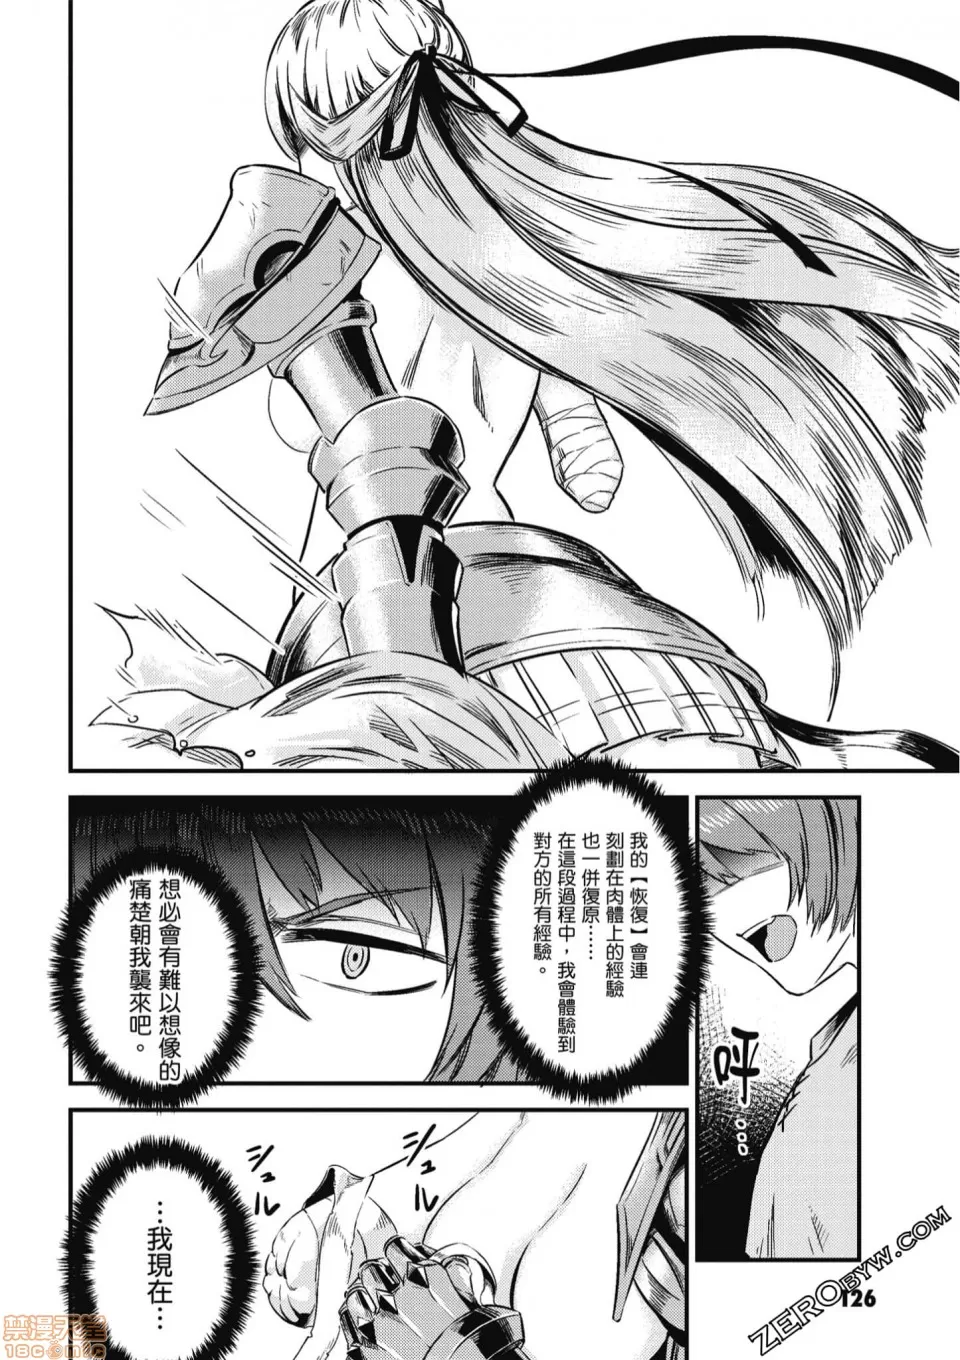 呼…。。。
我的【恢復】會連
刻劃在肉體上的經驗
也一併復原……
在這段過程中，我會體驗到
對方的所有經驗。
想必會有難以想像的
痛楚朝我襲來吧。
シュル
シュル
…我現在…
126
ZEROBYW.COM
禁漫天堂
18COMIC